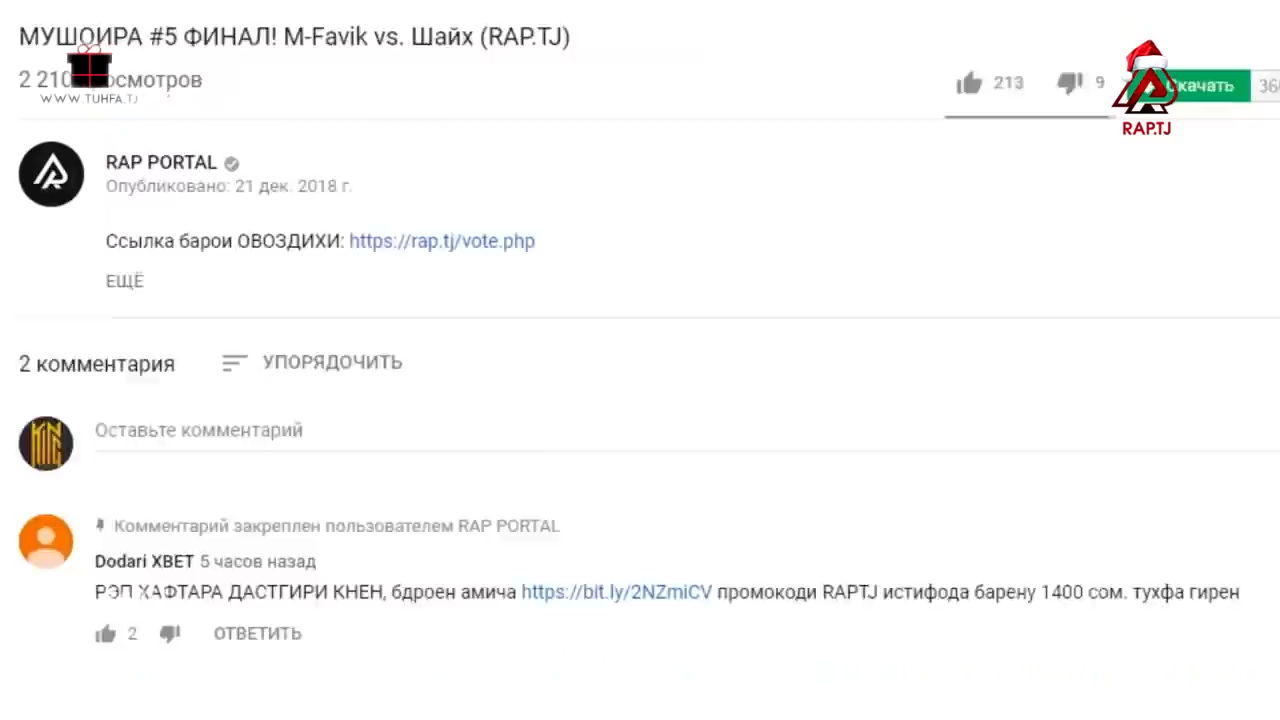 МУШОИРА #5 ФИНАЛ! M-Favik vs. Шайх (RAP.TJ)
2 210
WWW.TUHFA.TJ
213
9
Скачать
360
RAP.TJ
RAP PORTAL
Опубликовано: 21 дек. 2018 г.
Ссылка барои ОВОЗДИХИ: https://rap.tj/vote.php
ЕЩЁ
2 комментария
УПОРЯДОЧИТЬ
Оставьте комментарий
Комментарий закреплен пользователем RAP PORTAL
Dodari XBET 5 часов назад
РЭП ХАФТАРА ДАСТГИРИ КНЕН, бдроен амича https://bit.ly/2NZmiCV промокоди RAPTJ истифода барену 1400 сом. тухфа гирен
2
ОТВЕТИТЬ